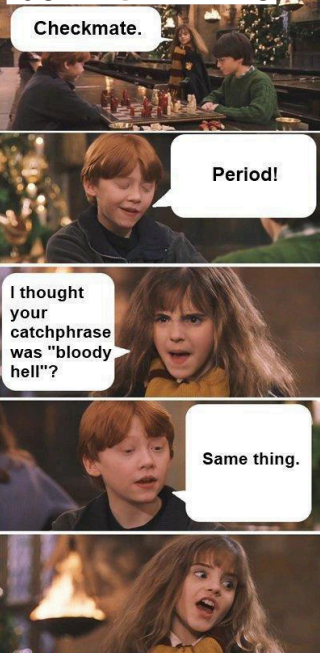 Checkmate.
Period!
I thought
your
catchphrase
was "bloody
hell"?
Same thing.